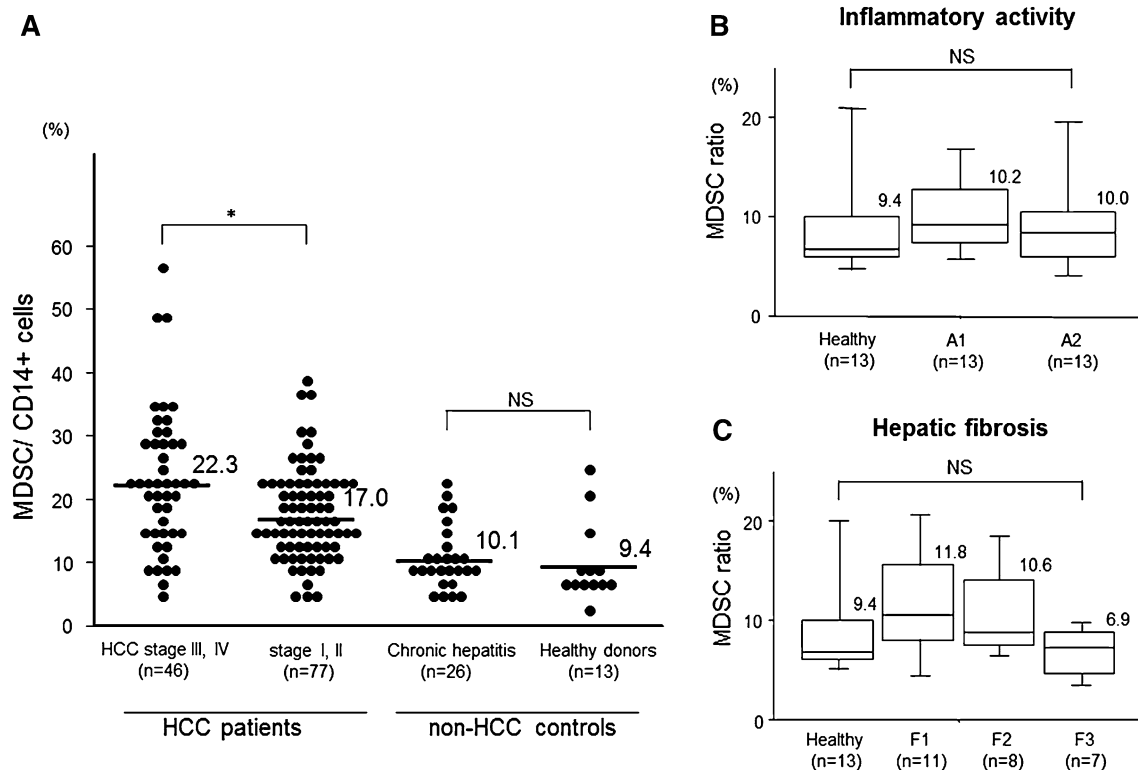 A
(%)
MDSC/ CD14+ cells
60
50
40
30
20
10
0
*
NS
22.3
17.0
10.1
9.4
HCC stage III, IV
(n=46)
stage I, II
(n=77)
Chronic hepatitis
(n=26)
Healthy donors
(n=13)
HCC patients
non-HCC controls
B
Inflammatory activity
(%)
MDSC ratio
NS
20
10
0
9.4
10.2
10.0
Healthy
(n=13)
A1
(n=13)
A2
(n=13)
C
Hepatic fibrosis
(%)
MDSC ratio
NS
20
10
0
9.4
11.8
10.6
6.9
Healthy
(n=13)
F1
(n=11)
F2
(n=8)
F3
(n=7)